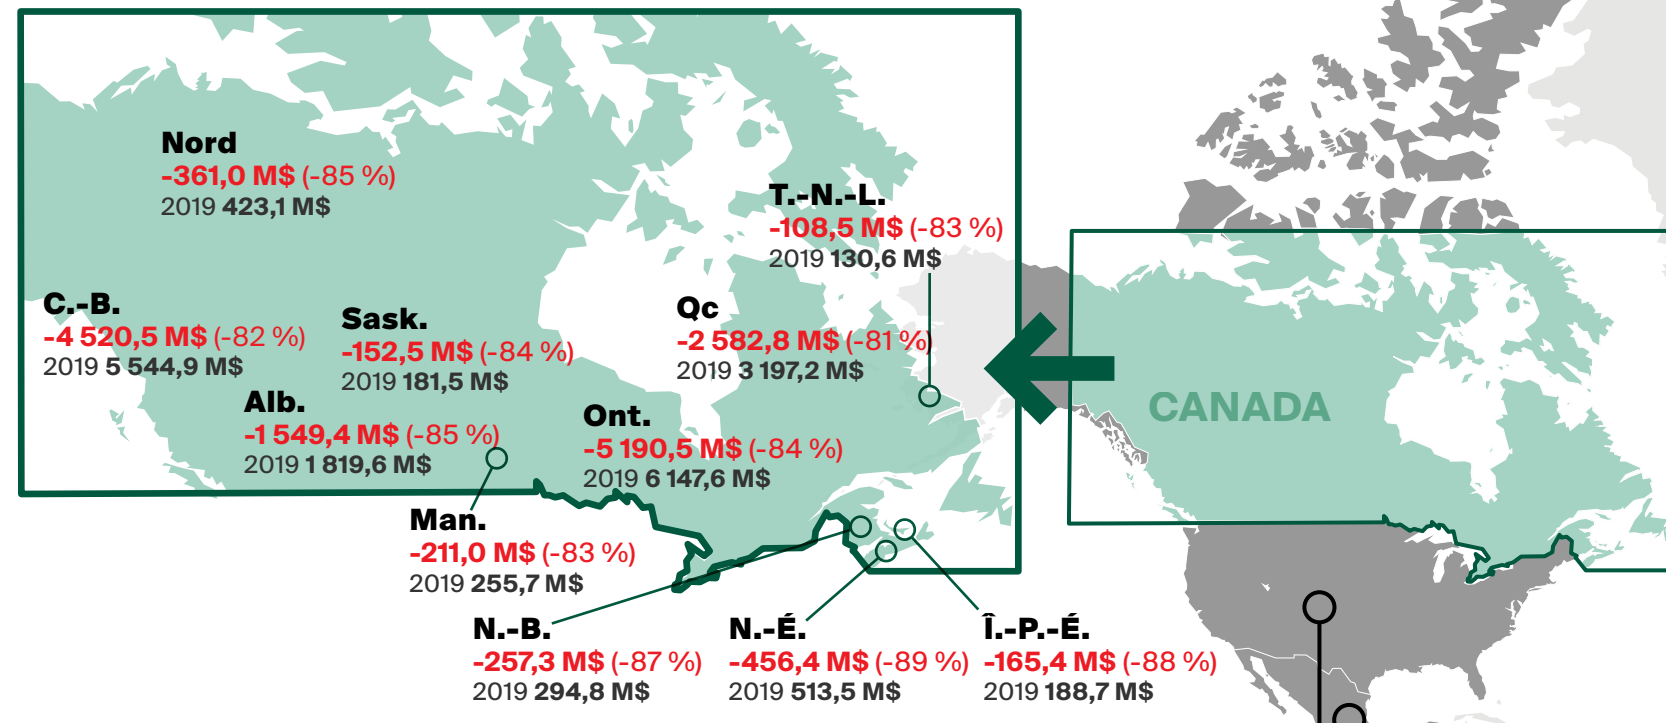 Nord
-361,0 M$ (-85 %)
2019 423,1 M$
T.-N.-L.
-108,5 M$ (-83 %)
2019 130,6 M$
C.-B.
-4 520,5 M$ (-82 %)
2019 5 544,9 M$
Sask.
-152,5 M$ (-84 %)
2019 181,5 M$
Qc
-2 582,8 M$ (-81 %)
2019 3 197,2 M$
Alb.
-1 549,4 M$ (-85 %)
2019 1 819,6 M$
Ont.
-5 190,5 M$ (-84 %)
2019 6 147,6 M$
CANADA
Man.
-211,0 M$ (-83 %)
2019 255,7 M$
N.-B.
-257,3 M$ (-87 %)
2019 294,8 M$
N.-É.
-456,4 M$ (-89 %)
2019 513,5 M$
Î.-P.-É.
-165,4 M$ (-88 %)
2019 188,7 M$